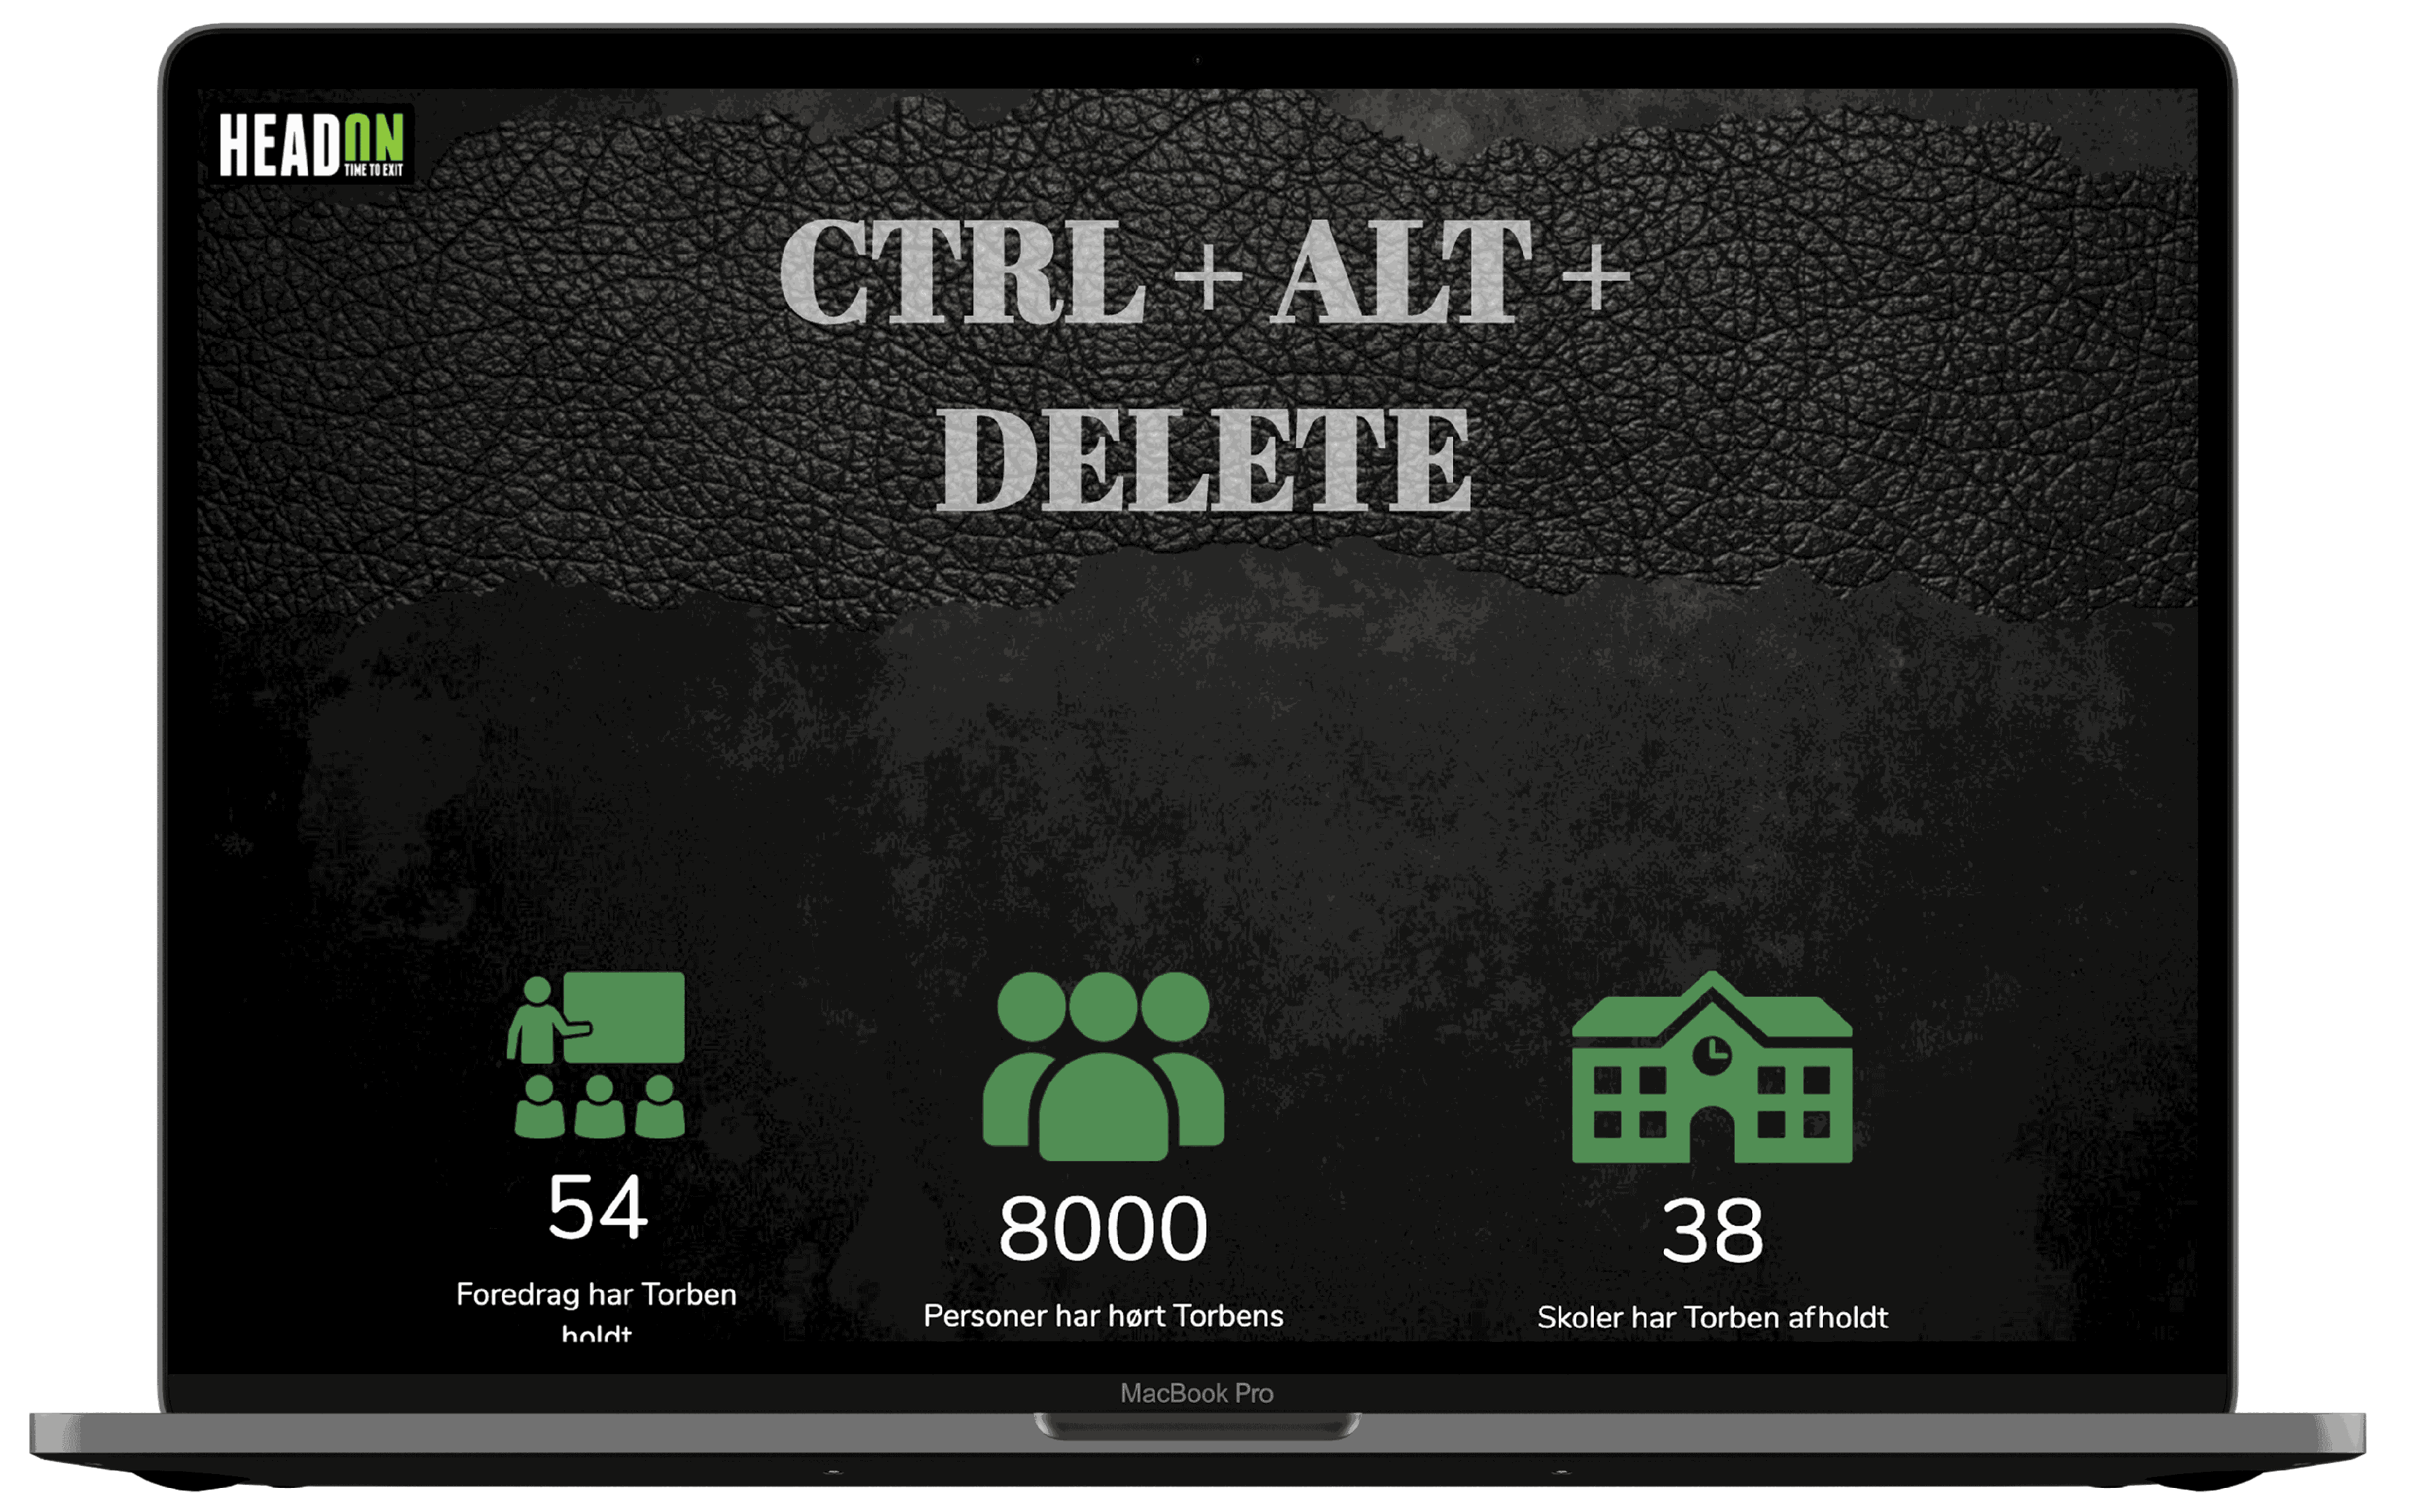 HEADON
TIME TO EXIT
CTRL + ALT +
DELETE
54
Foredrag har Torben
holdt
8000
Personer har hørt Torbens
38
Skoler har Torben afholdt
MacBook Pro